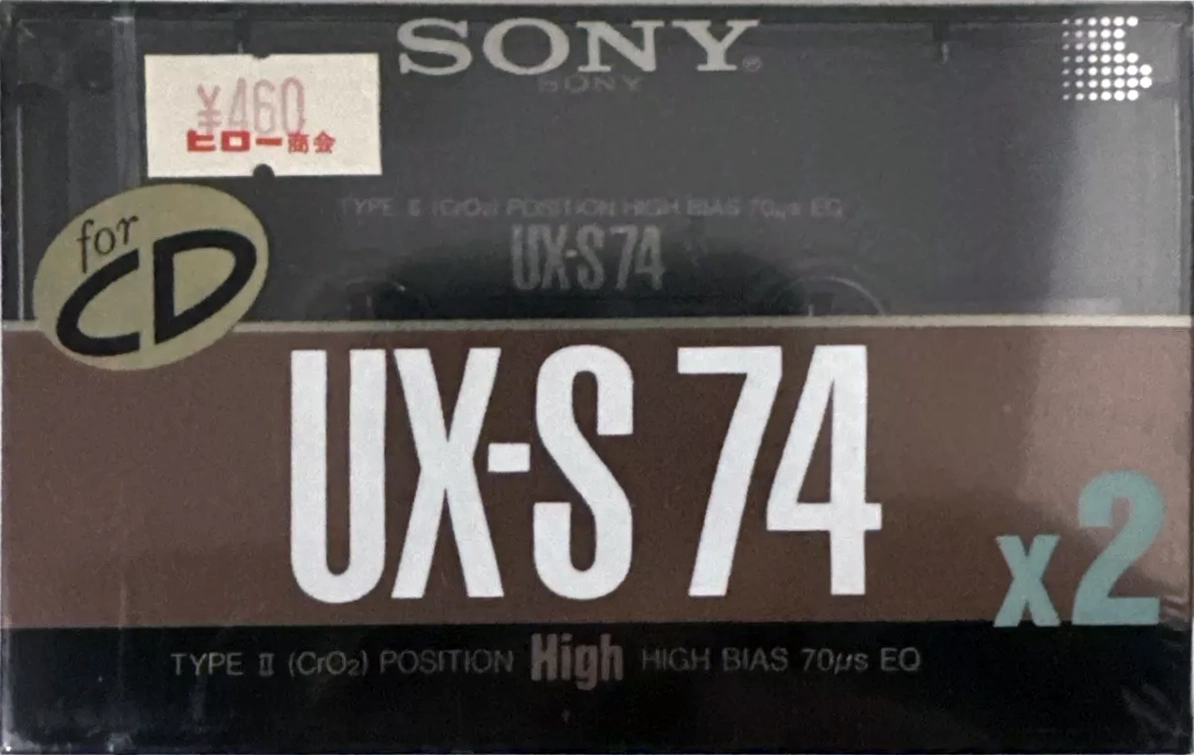 SONY®
SONY
¥460
ヒロー商会
for
CD
TYPE II (CrO₂) POSITION HIGH BIAS 70μs EQ
UX-S 74
UX-S 74
x2
TYPE II (CrO₂) POSITION High HIGH BIAS 70μs EQ